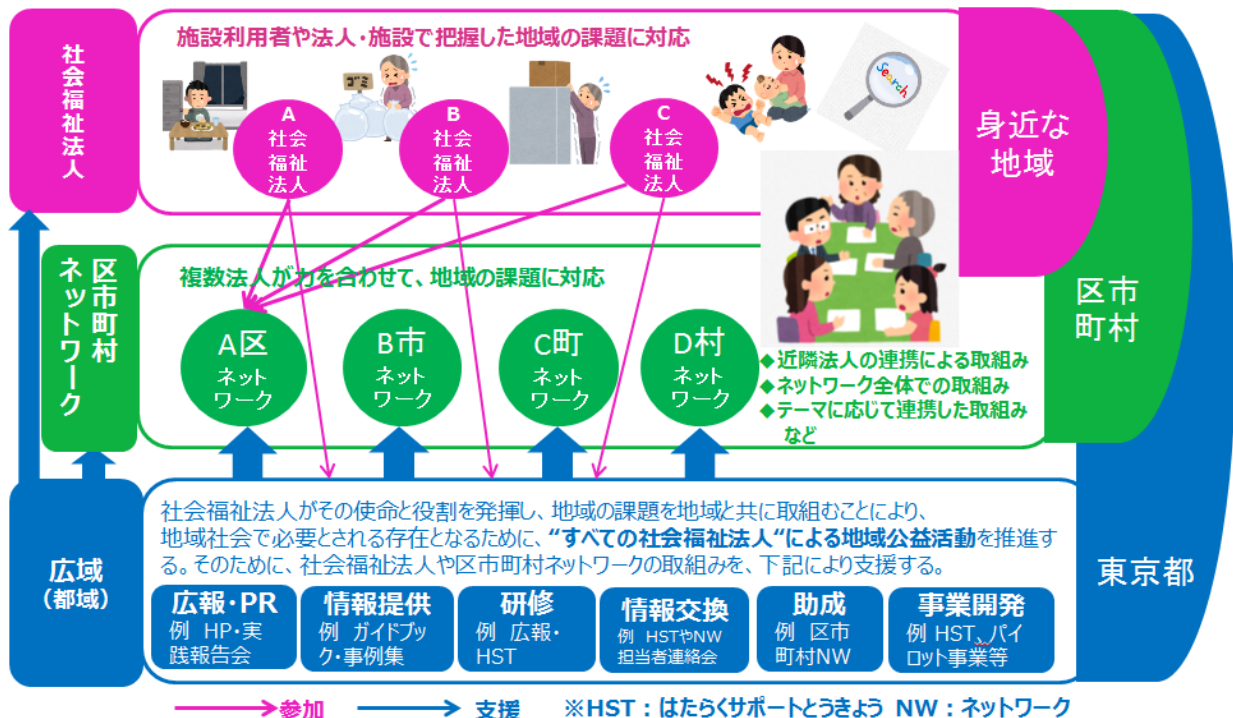 社会福祉法人
施設利用者や法人・施設で把握した地域の課題に対応
ゴミ
Search
A
社会
福祉
法人
B
社会
福祉
法人
C
社会
福祉
法人
身近な
地域
区市町村
ネットワーク
複数法人が力を合わせて、地域の課題に対応
A区
ネット
ワーク
B市
ネット
ワーク
C町
ネット
ワーク
D村
ネット
ワーク
◆近隣法人の連携による取組み
◆ネットワーク全体での取組み
◆テーマに応じて連携した取組み
など
区市
町村
広域
（都域）
社会福祉法人がその使命と役割を発揮し、地域の課題を地域と共に取組むことにより、
地域社会で必要とされる存在となるために、“すべての社会福祉法人“による地域公益活動を推進す
る。そのために、社会福祉法人や区市町村ネットワークの取組みを、下記により支援する。
広報・PR
例 HP・実
践報告会
情報提供
例 ガイドブッ
ク・事例集
研修
例 広報・
HST
情報交換
例 HSTやNW
担当者連絡会
助成
例 区市
町村NW
事業開発
例 HST、パイ
ロット事業等
東京都
参加
支援
※HST：はたらくサポートとうきょう NW：ネットワーク